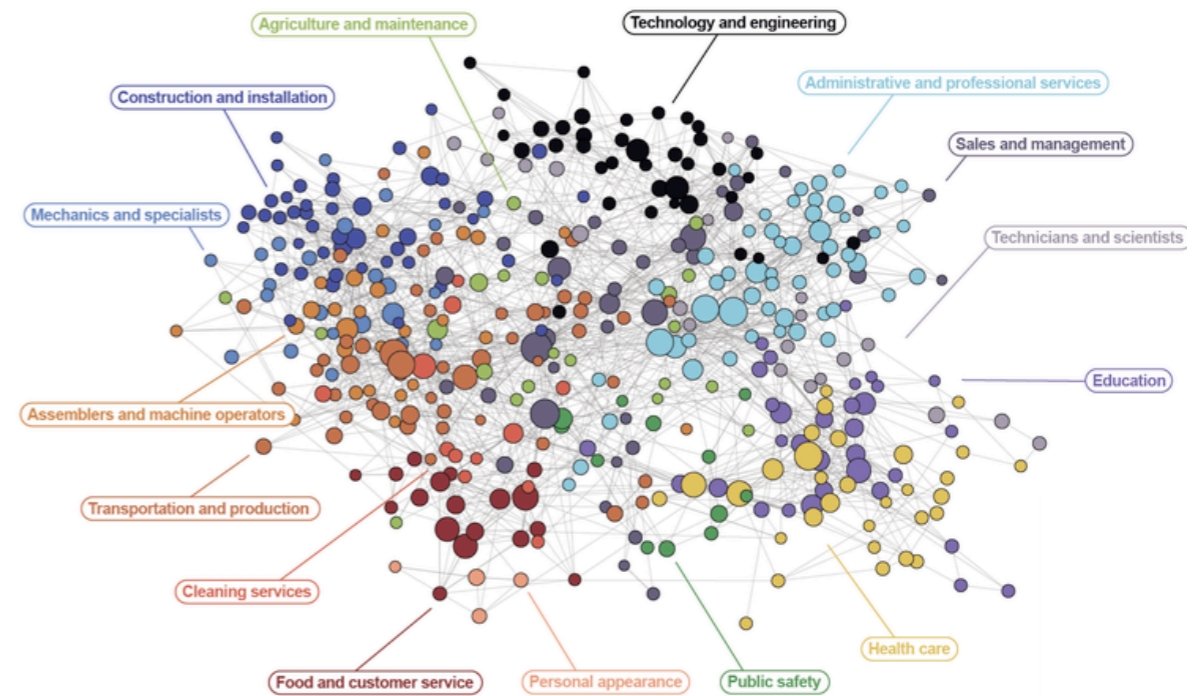 Agriculture and maintenance
Technology and engineering
Construction and installation
Administrative and professional services
Sales and management
Mechanics and specialists
Technicians and scientists
Education
Assemblers and machine operators
Transportation and production
Cleaning services
Health care
Food and customer service
Personal appearance
Public safety